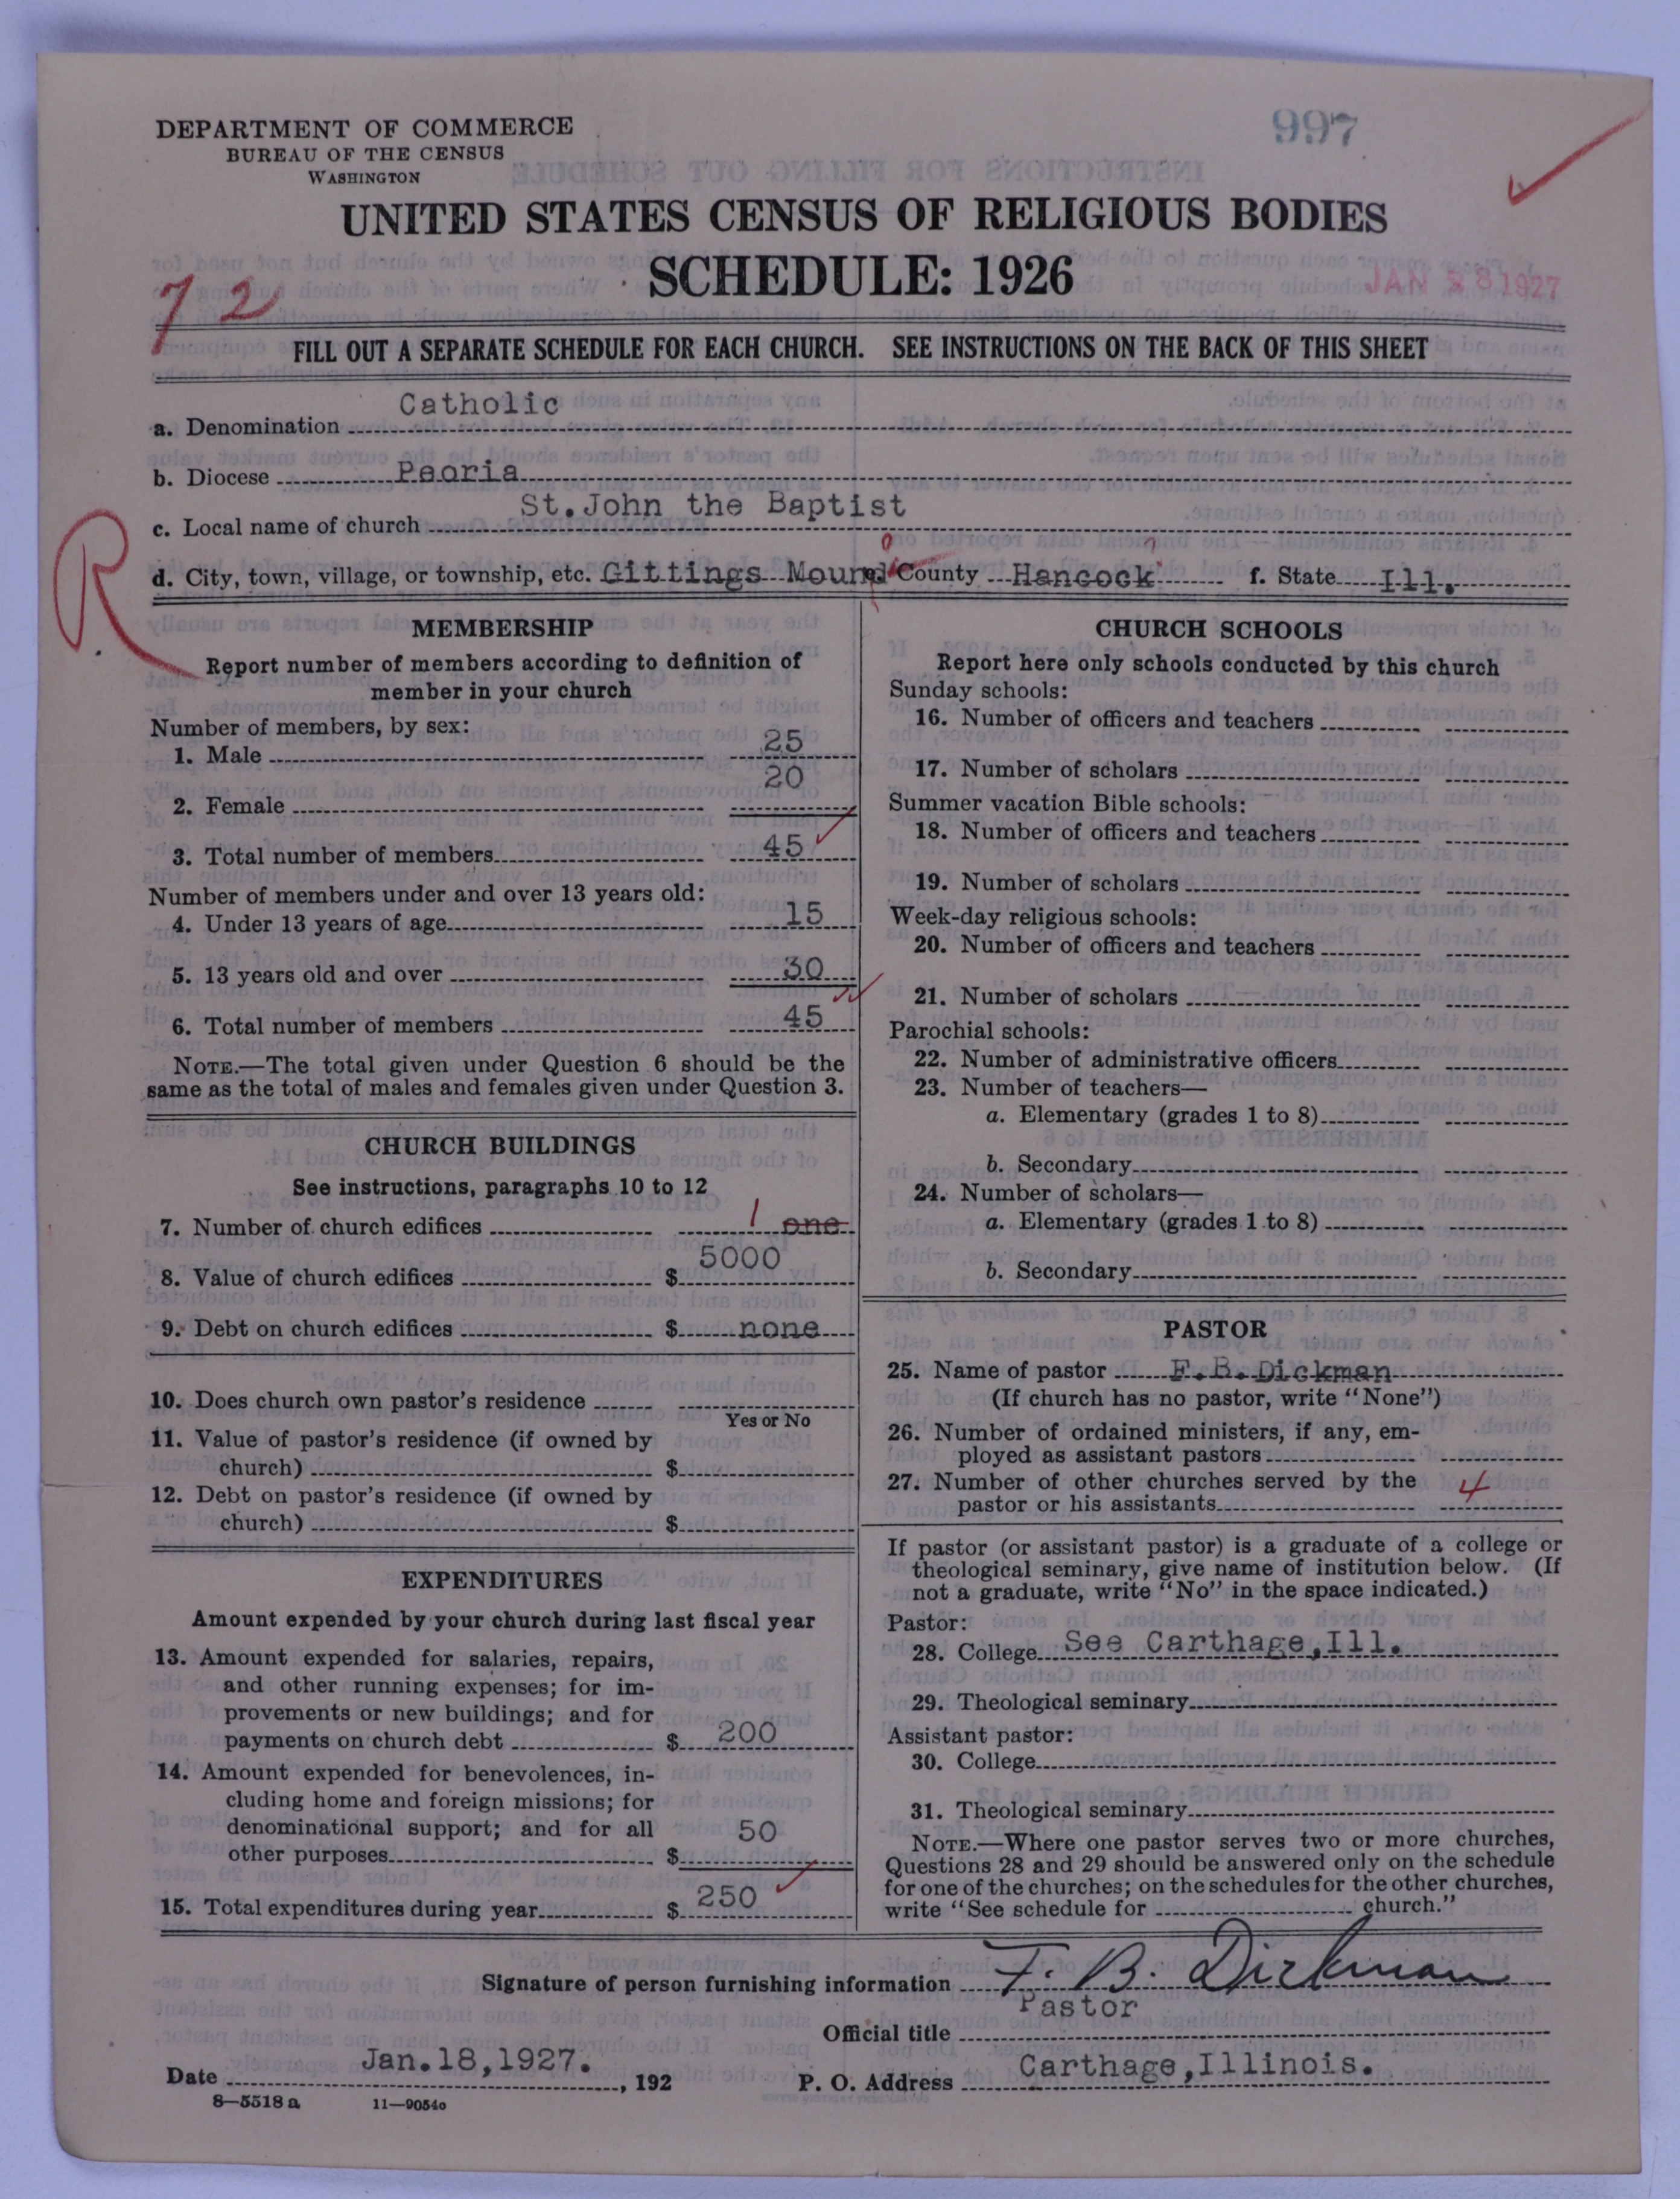 DEPARTMENT OF COMMERCE
BUREAU OF THE CENSUS
WASHINGTON
997
UNITED STATES CENSUS OF RELIGIOUS BODIES
SCHEDULE: 1926
72
JAN 28 1927
FILL OUT A SEPARATE SCHEDULE FOR EACH CHURCH. SEE INSTRUCTIONS ON THE BACK OF THIS SHEET
a. Denomination Catholic
b. Diocese Peoria
c. Local name of church St.John the Baptist
R
d. City, town, village, or township, etc. Gittings Mound County Hancock f. State Ill.
MEMBERSHIP
Report number of members according to definition of
member in your church
Number of members, by sex:
1. Male 25
2. Female 20
3. Total number of members 45
Number of members under and over 13 years old:
4. Under 13 years of age 15
5. 13 years old and over 30
6. Total number of members 45
NOTE.—The total given under Question 6 should be the
same as the total of males and females given under Question 3.
CHURCH BUILDINGS
See instructions, paragraphs 10 to 12
7. Number of church edifices 1 one
8. Value of church edifices $ 5000
9. Debt on church edifices $ none
10. Does church own pastor's residence
Yes or No
11. Value of pastor's residence (if owned by
church) $
12. Debt on pastor's residence (if owned by
church) $
EXPENDITURES
Amount expended by your church during last fiscal year
13. Amount expended for salaries, repairs,
and other running expenses; for im-
provements or new buildings; and for
payments on church debt $ 200
14. Amount expended for benevolences, in-
cluding home and foreign missions; for
denominational support; and for all
other purposes $ 50
15. Total expenditures during year $ 250
CHURCH SCHOOLS
Report here only schools conducted by this church
Sunday schools:
16. Number of officers and teachers
17. Number of scholars
Summer vacation Bible schools:
18. Number of officers and teachers
19. Number of scholars
Week-day religious schools:
20. Number of officers and teachers
21. Number of scholars
Parochial schools:
22. Number of administrative officers
23. Number of teachers—
a. Elementary (grades 1 to 8)
b. Secondary
24. Number of scholars—
a. Elementary (grades 1 to 8)
b. Secondary
PASTOR
25. Name of pastor F.B.Dickman
(If church has no pastor, write "None")
26. Number of ordained ministers, if any, em-
ployed as assistant pastors
27. Number of other churches served by the
pastor or his assistants 4
If pastor (or assistant pastor) is a graduate of a college or
theological seminary, give name of institution below. (If
not a graduate, write "No" in the space indicated.)
Pastor:
28. College See Carthage,Ill.
29. Theological seminary
Assistant pastor:
30. College
31. Theological seminary
NOTE.—Where one pastor serves two or more churches,
Questions 28 and 29 should be answered only on the schedule
for one of the churches; on the schedules for the other churches,
write "See schedule for church."
Signature of person furnishing information F. B. Dickman
Official title Pastor
Date Jan.18,1927. , 192
P. O. Address Carthage,Illinois.
8—5518 a 11—9054o